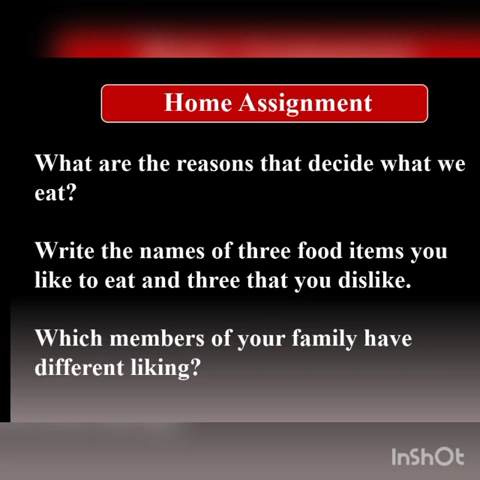 Home Assignment
What are the reasons that decide what we
eat?
Write the names of three food items you
like to eat and three that you dislike.
Which members of your family have
different liking?
InShOt